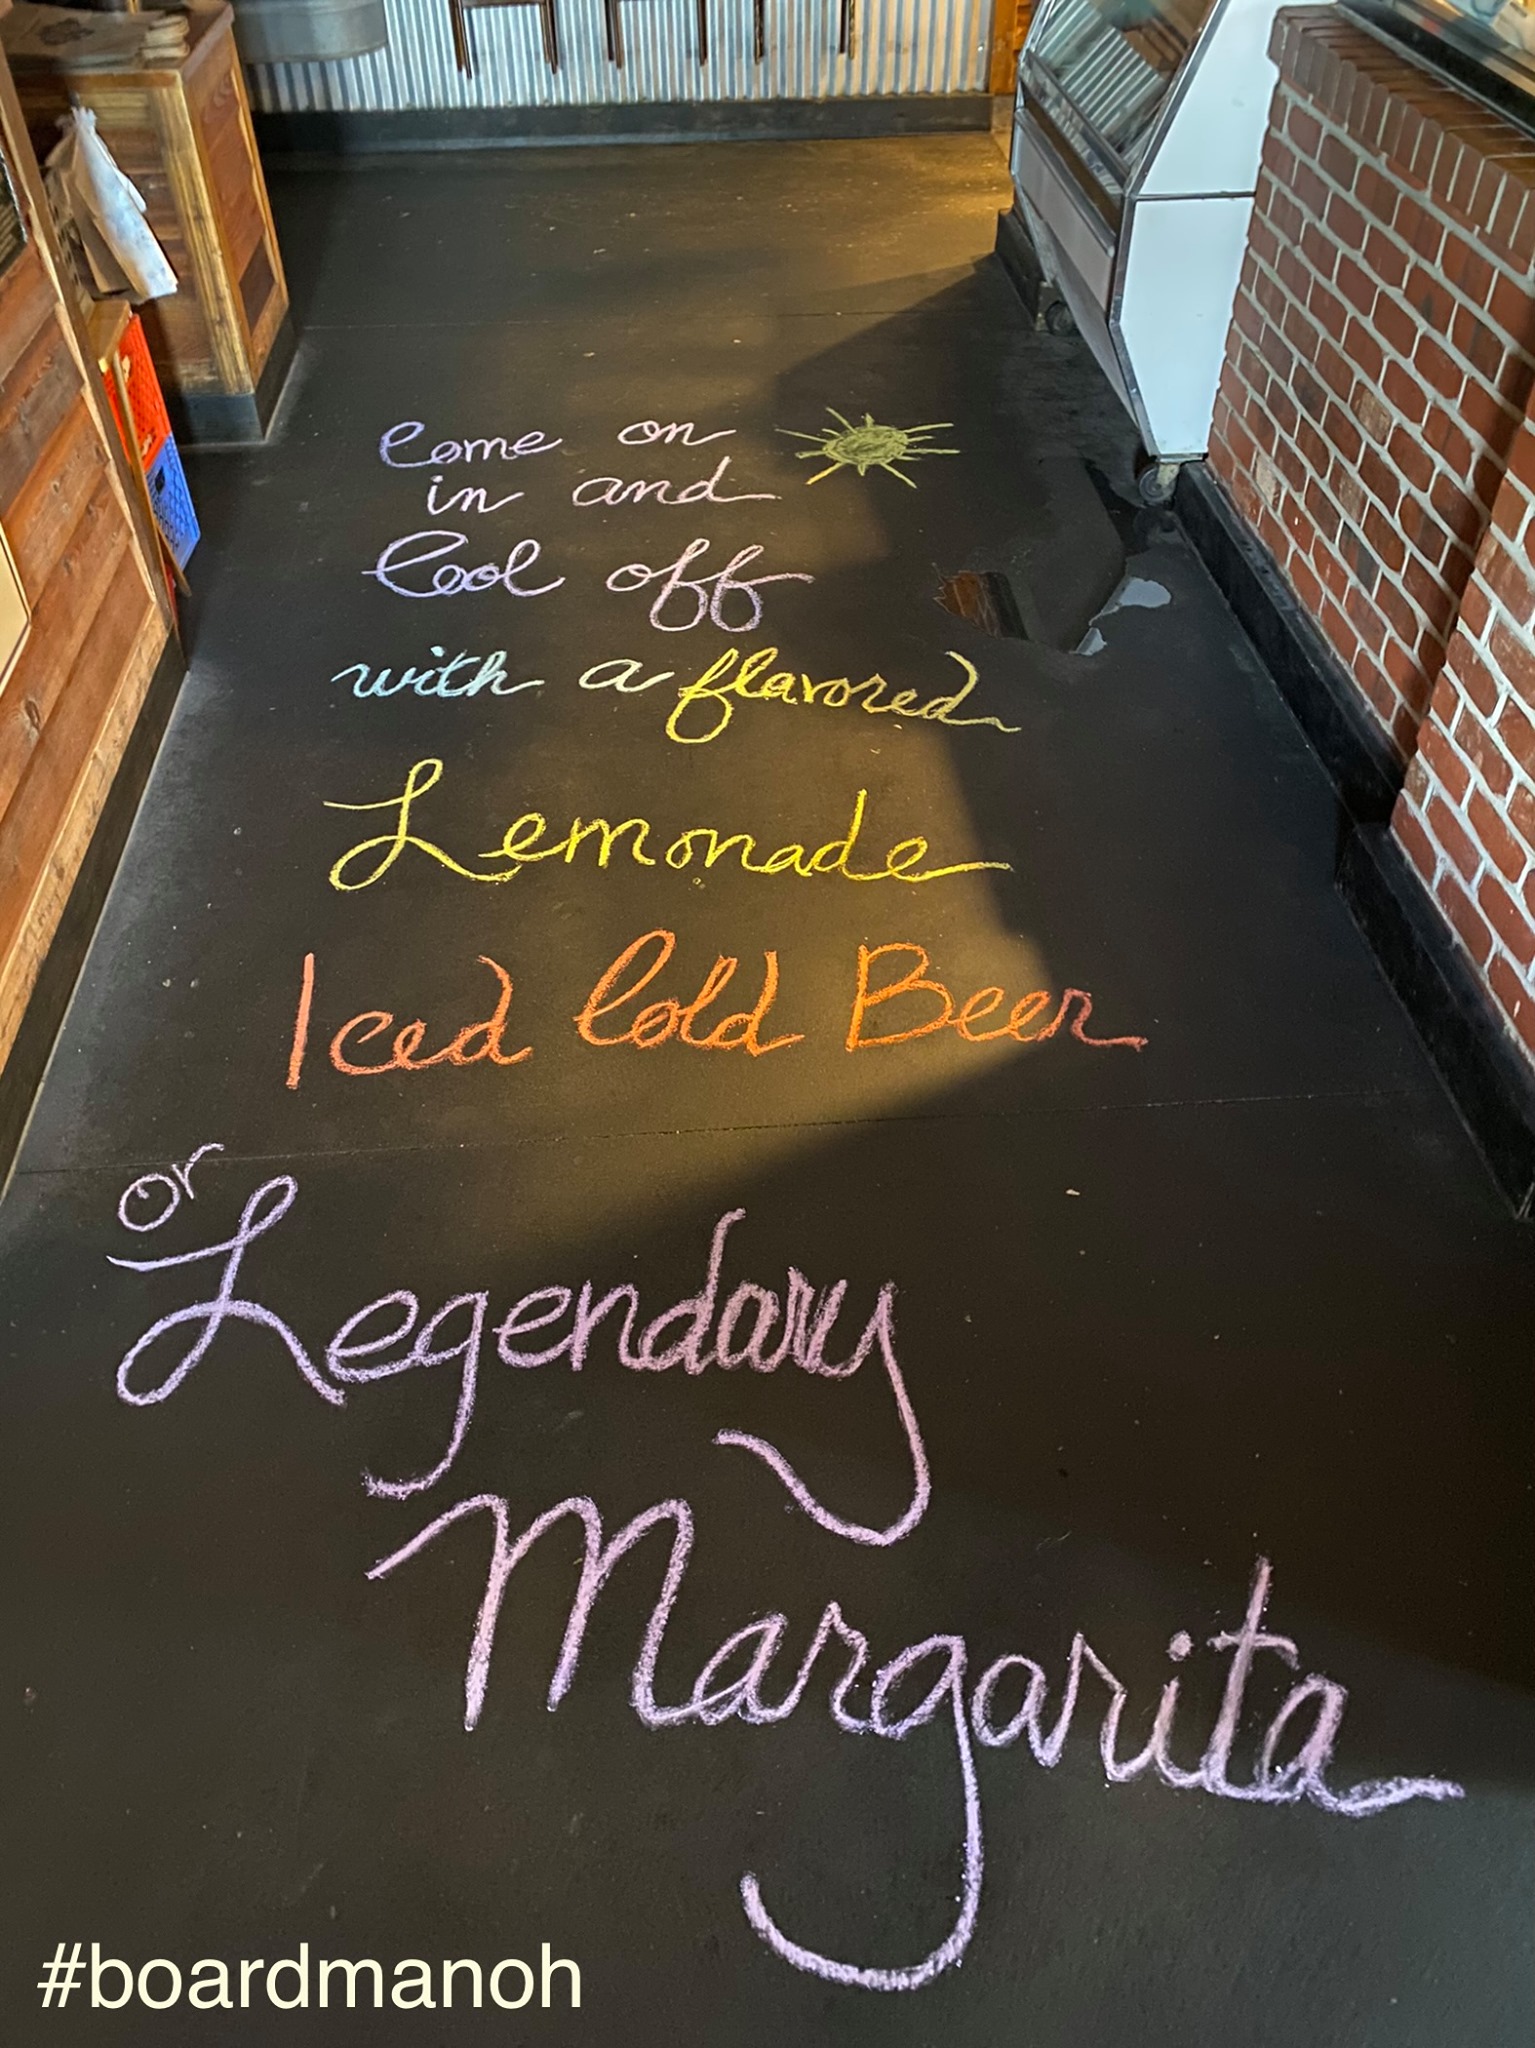 Come on
in and
Cool off
with a flavored
Lemonade
Iced Cold Beer
or
Legendary
Margarita
#boardmanoh